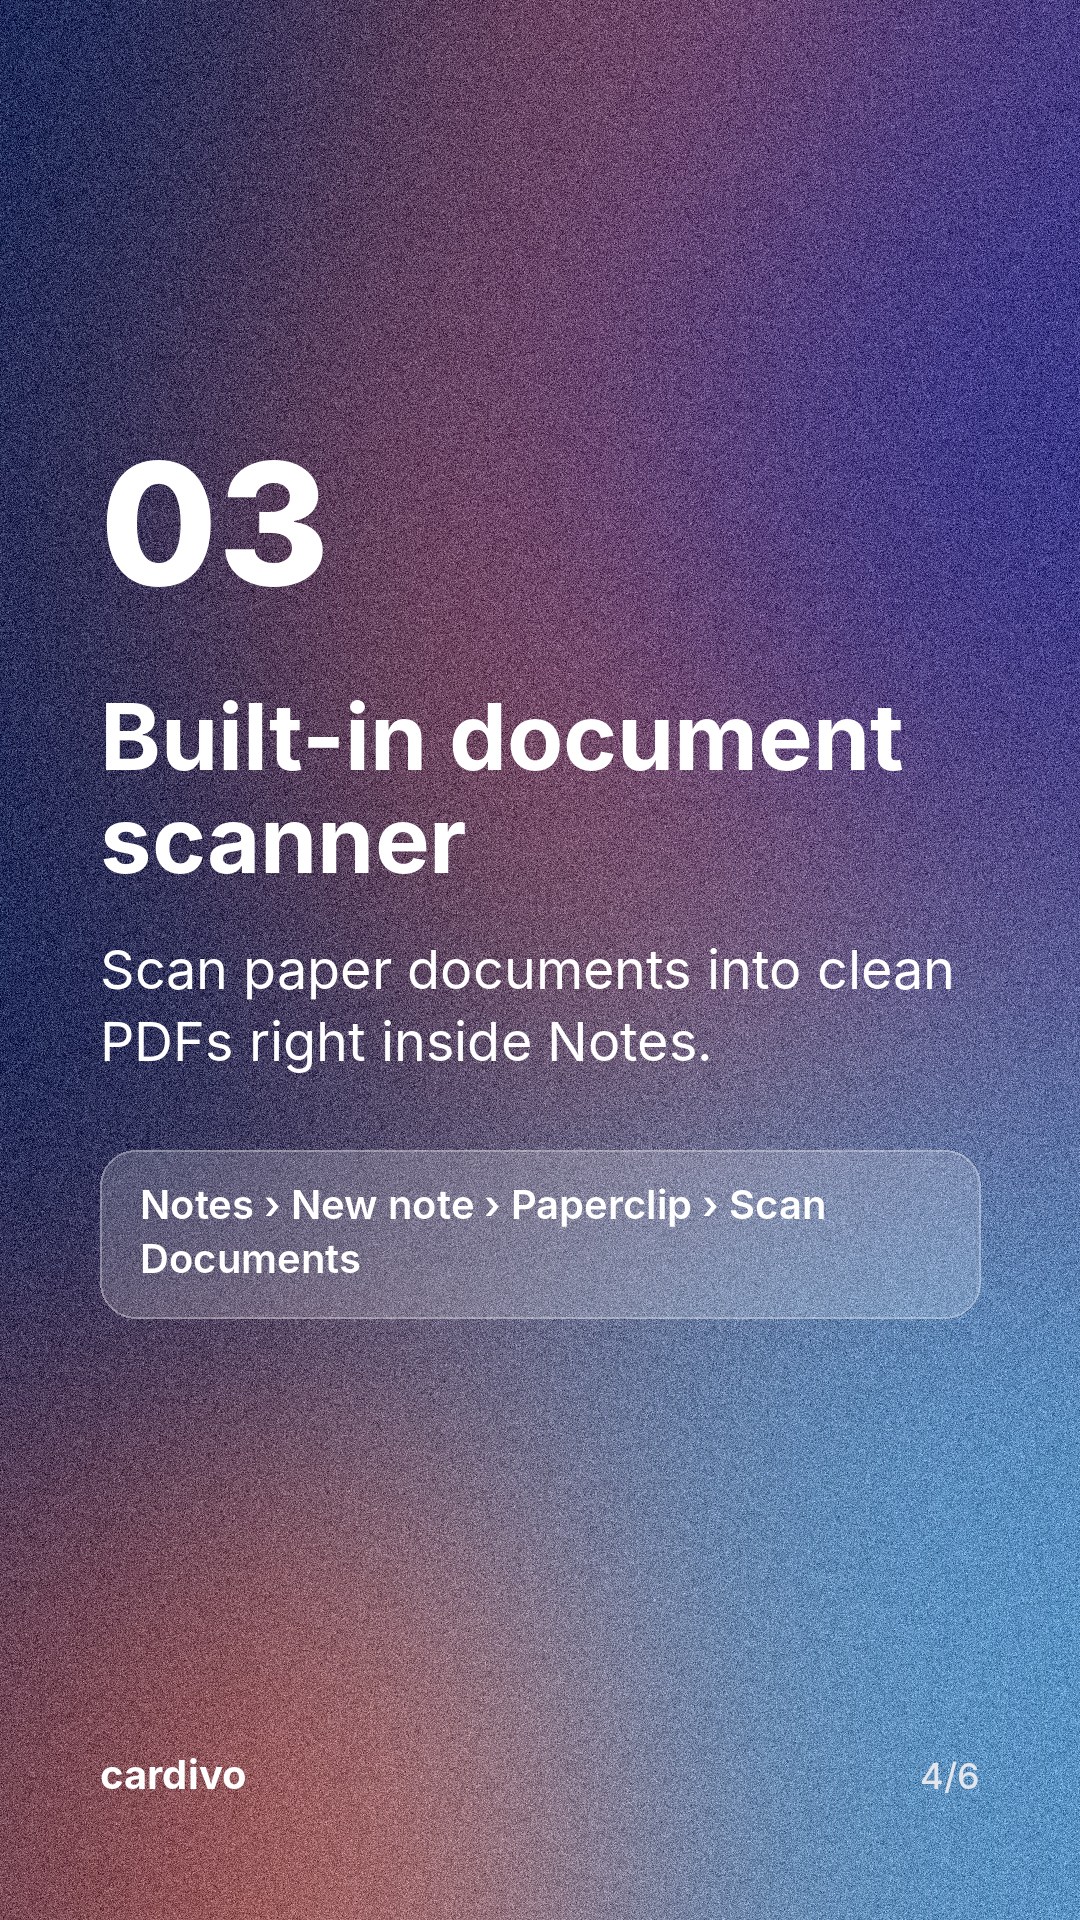 03
Built-in document
scanner
Scan paper documents into clean
PDFs right inside Notes.
Notes › New note › Paperclip › Scan
Documents
cardivo
4/6